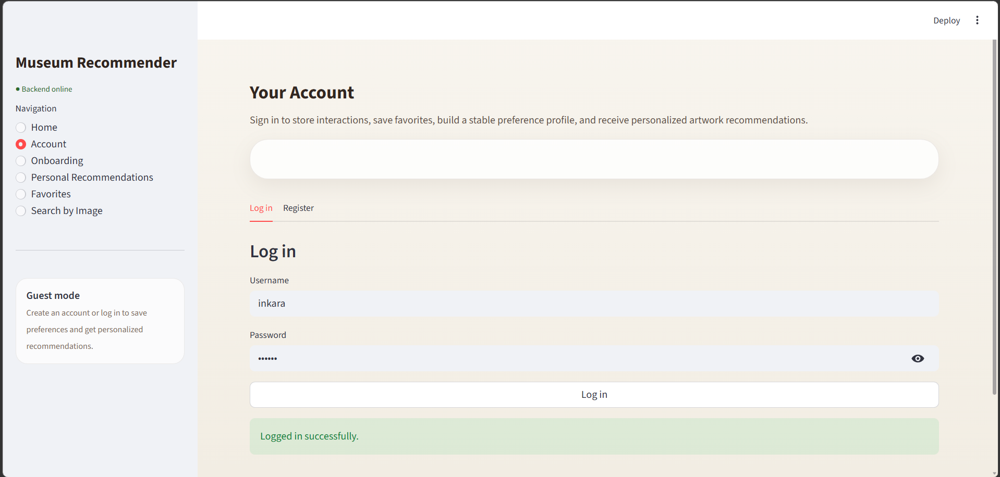 Deploy
Museum Recommender
Backend online
Navigation
Home
Account
Onboarding
Personal Recommendations
Favorites
Search by Image
Guest mode
Create an account or log in to save
preferences and get personalized
recommendations.
Your Account
Sign in to store interactions, save favorites, build a stable preference profile, and receive personalized artwork recommendations.
Log in Register
Log in
Username
inkara
Password
••••••
Log in
Logged in successfully.